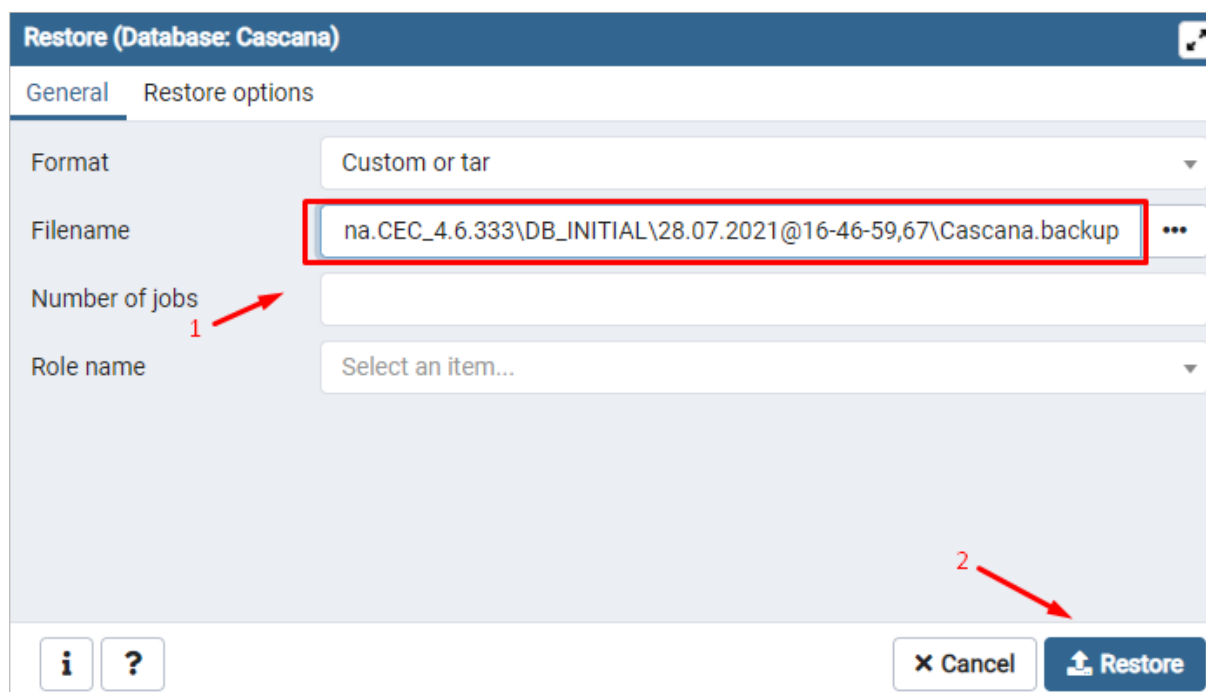 Restore (Database: Cascana)
General Restore options
Format Custom or tar
Filename na.CEC_4.6.333\DB_INITIAL\28.07.2021@16-46-59,67\Cascana.backup •••
Number of jobs
1
Role name Select an item...
2
i ? × Cancel Restore